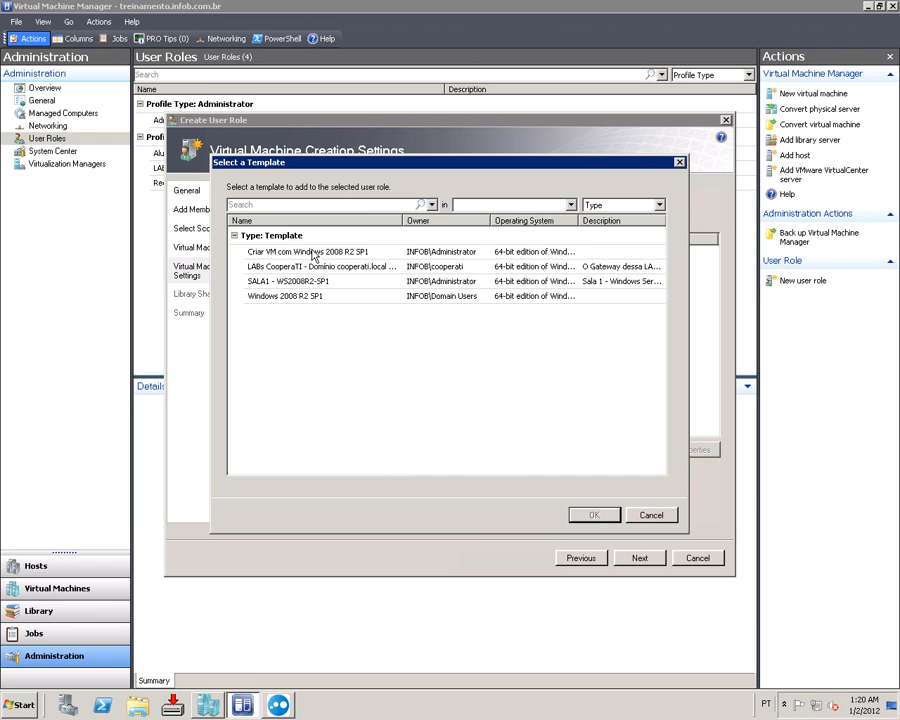 Virtual Machine Manager - treinamento.infob.com.br
File View Go Actions Help
Actions Columns Jobs PRO Tips (0) Networking PowerShell Help
Administration
Administration
Overview
General
Managed Computers
Networking
User Roles
System Center
Virtualization Managers
Hosts
Virtual Machines
Library
Jobs
Administration
User Roles User Roles (4)
Search Profile Type
Name Description
Profile Type: Administrator
Create User Role
Virtual Machine Creation Settings
General
Add Memb
Select Sco
Virtual Mac
Virtual Mac
Settings
Library Sha
Summary
Select a Template
Select a template to add to the selected user role.
Search in Type
Name Owner Operating System Description
Type: Template
Criar VM com Windows 2008 R2 SP1 INFOB\Administrator 64-bit edition of Wind...
LABs CooperaTI - Domínio cooperati.local ... INFOB\cooperati 64-bit edition of Wind... O Gateway dessa LA...
SALA1 - WS2008R2-SP1 INFOB\Administrator 64-bit edition of Wind... Sala 1 - Windows Ser...
Windows 2008 R2 SP1 INFOB\Domain Users 64-bit edition of Wind...
OK Cancel
perties
Previous Next Cancel
Details
Summary
Actions
Virtual Machine Manager
New virtual machine
Convert physical server
Convert virtual machine
Add library server
Add host
Add VMware VirtualCenter
server
Help
Administration Actions
Back up Virtual Machine
Manager
User Role
New user role
Start PT 1:20 AM
1/2/2012